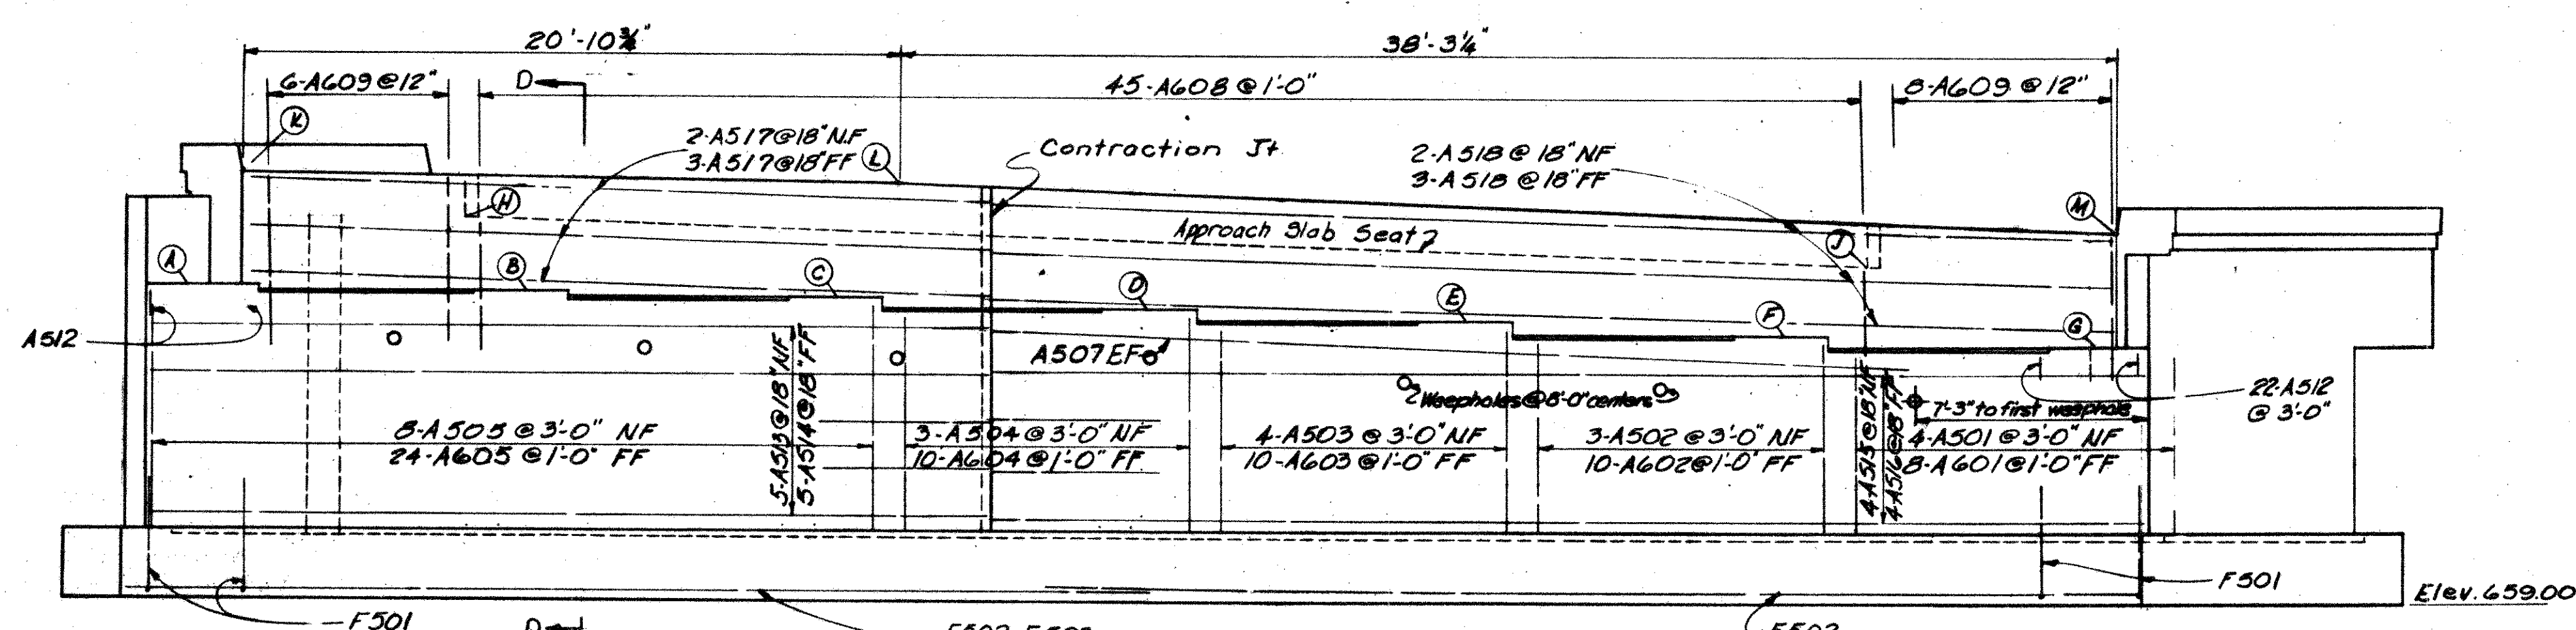 20'-10¾" 38'-3¼"
6-A609@12" D 45-A608@1'-0" 8-A609@12"
K
2-A517@18"NF
3-A517@18"FF
L
Contraction Jt
2-A518@18"NF
3-A518@18"FF
H
M
Approach Slab Seat
J
A B C D E F G
A512
A507EF
5-A513@18"NF
5-A514@18"FF
Weepholes@8'-0"centers
4-A515@18"NF
4-A516@18"FF
7'-3"to first weephole
22-A512
@ 3'-0"
8-A505@3'-0" NF
24-A605@1'-0" FF
3-A504@3'-0" NF
10-A604@1'-0" FF
4-A503@3'-0"NF
10-A603@1'-0"FF
3-A502@3'-0"NF
10-A602@1'-0"FF
4-A501@3'-0"NF
8-A601@1'-0"FF
F501
Elev.659.00
F501
D